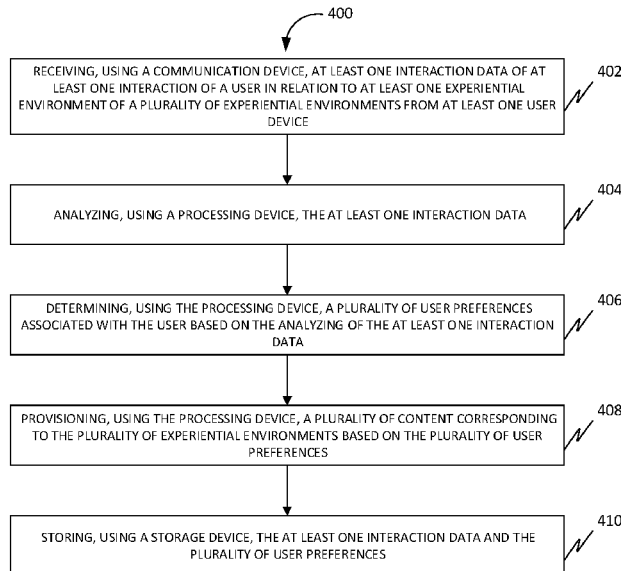 400
RECEIVING, USING A COMMUNICATION DEVICE, AT LEAST ONE INTERACTION DATA OF AT
LEAST ONE INTERACTION OF A USER IN RELATION TO AT LEAST ONE EXPERIENTIAL
ENVIRONMENT OF A PLURALITY OF EXPERIENTIAL ENVIRONMENTS FROM AT LEAST ONE USER
DEVICE
402
ANALYZING, USING A PROCESSING DEVICE, THE AT LEAST ONE INTERACTION DATA
404
DETERMINING, USING THE PROCESSING DEVICE, A PLURALITY OF USER PREFERENCES
ASSOCIATED WITH THE USER BASED ON THE ANALYZING OF THE AT LEAST ONE INTERACTION
DATA
406
PROVISIONING, USING THE PROCESSING DEVICE, A PLURALITY OF CONTENT CORRESPONDING
TO THE PLURALITY OF EXPERIENTIAL ENVIRONMENTS BASED ON THE PLURALITY OF USER
PREFERENCES
408
STORING, USING A STORAGE DEVICE, THE AT LEAST ONE INTERACTION DATA AND THE
PLURALITY OF USER PREFERENCES
410